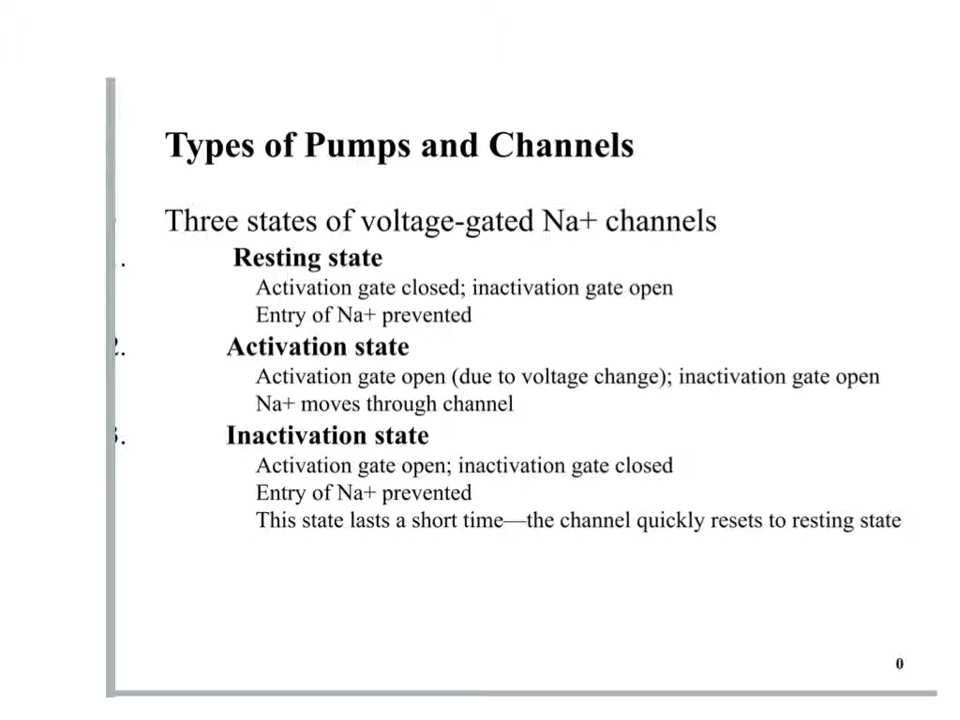 Types of Pumps and Channels
Three states of voltage-gated Na+ channels
. Resting state
Activation gate closed; inactivation gate open
Entry of Na+ prevented
2. Activation state
Activation gate open (due to voltage change); inactivation gate open
Na+ moves through channel
3. Inactivation state
Activation gate open; inactivation gate closed
Entry of Na+ prevented
This state lasts a short time—the channel quickly resets to resting state
0